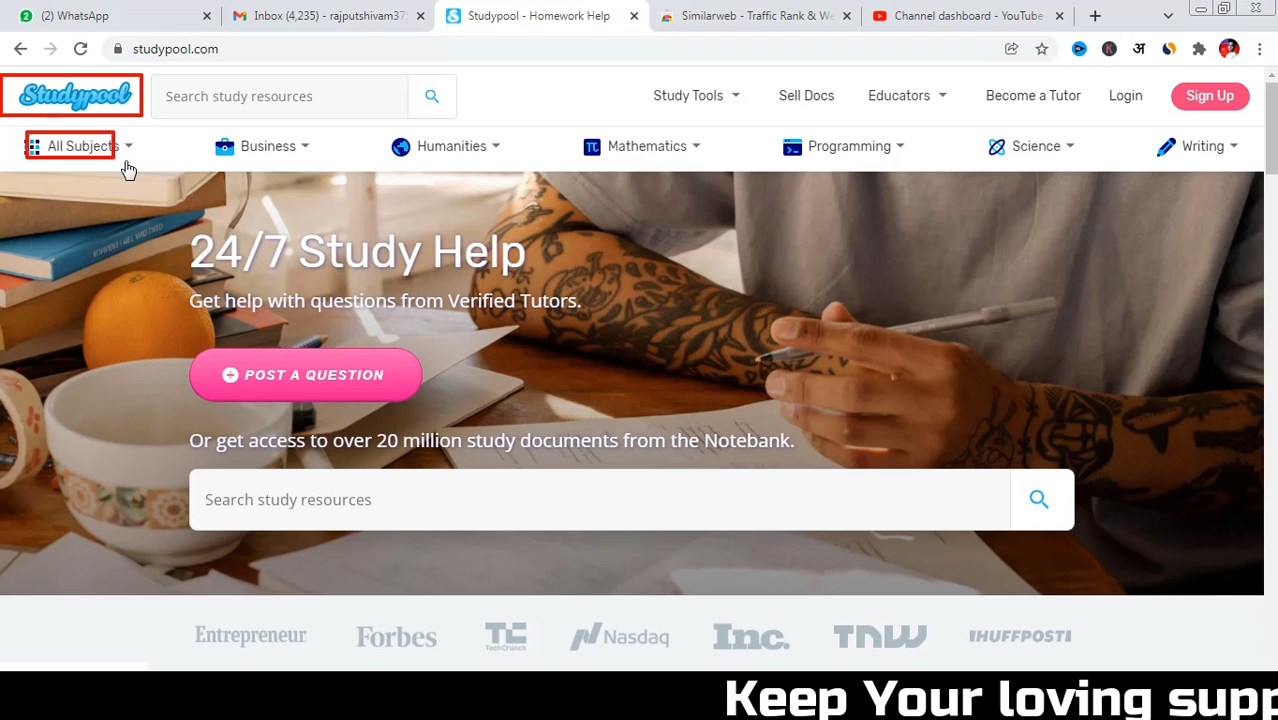 (2) WhatsApp
Inbox (4,235) - rajputshivam37
Studypool - Homework Help
Similarweb - Traffic Rank & We
Channel dashboard - YouTube
studypool.com
Studypool
Search study resources
Study Tools
Sell Docs
Educators
Become a Tutor
Login
Sign Up
All Subjects
Business
Humanities
Mathematics
Programming
Science
Writing
24/7 Study Help
Get help with questions from Verified Tutors.
POST A QUESTION
Or get access to over 20 million study documents from the Notebank.
Search study resources
Entrepreneur
Forbes
TC
TechCrunch
Nasdaq
Inc.
TNW
IHUFFPOSTI
Keep Your loving supp